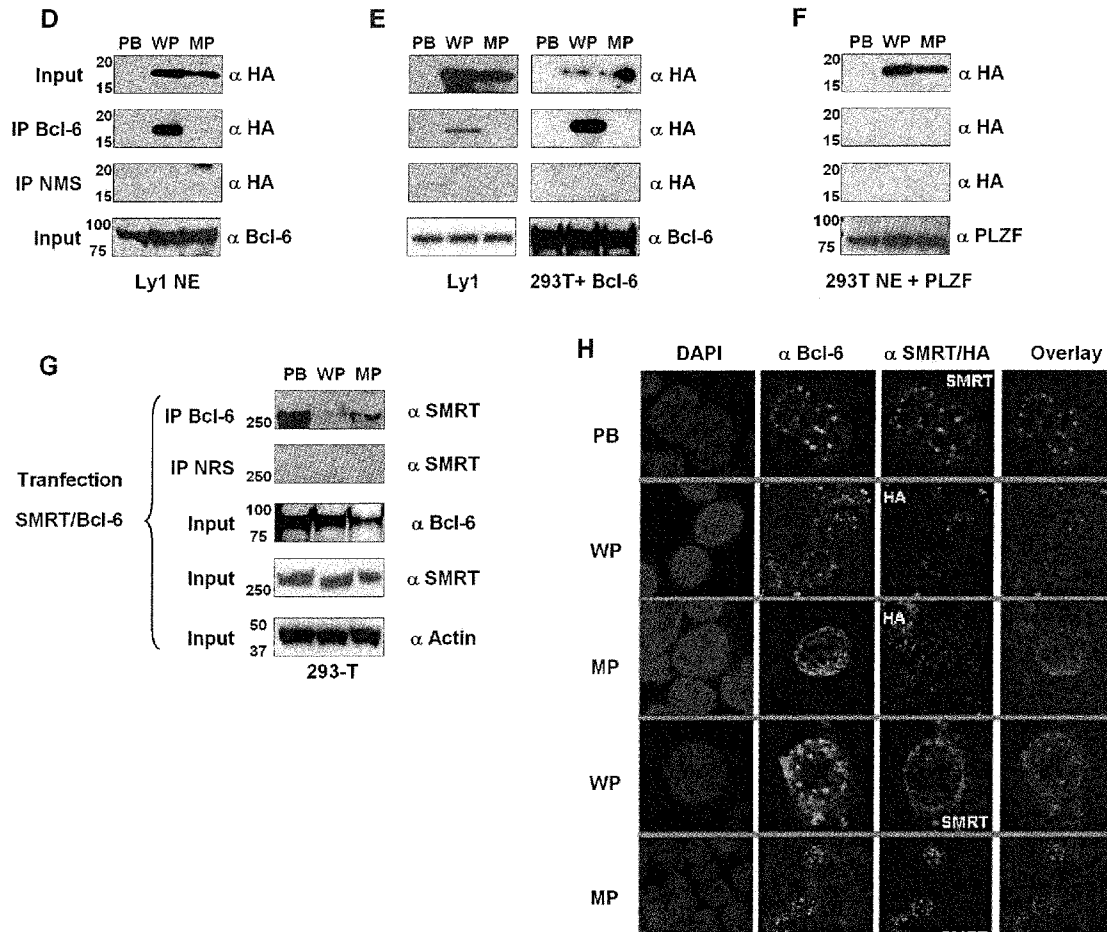 D
PB WP MP
Input 20 15 α HA
IP Bcl-6 20 15 α HA
IP NMS 20 15 α HA
Input 100 75 α Bcl-6
Ly1 NE
E
PB WP MP PB WP MP
α HA
α HA
α HA
α Bcl-6
Ly1 293T+ Bcl-6
F
PB WP MP
20 15 α HA
20 15 α HA
20 15 α HA
100 75 α PLZF
293T NE + PLZF
G
PB WP MP
Tranfection
SMRT/Bcl-6
IP Bcl-6 250 α SMRT
IP NRS 250 α SMRT
Input 100 75 α Bcl-6
Input 250 α SMRT
Input 50 37 α Actin
293-T
H
DAPI α Bcl-6 α SMRT/HA Overlay
PB SMRT
WP HA
MP HA
WP SMRT
MP